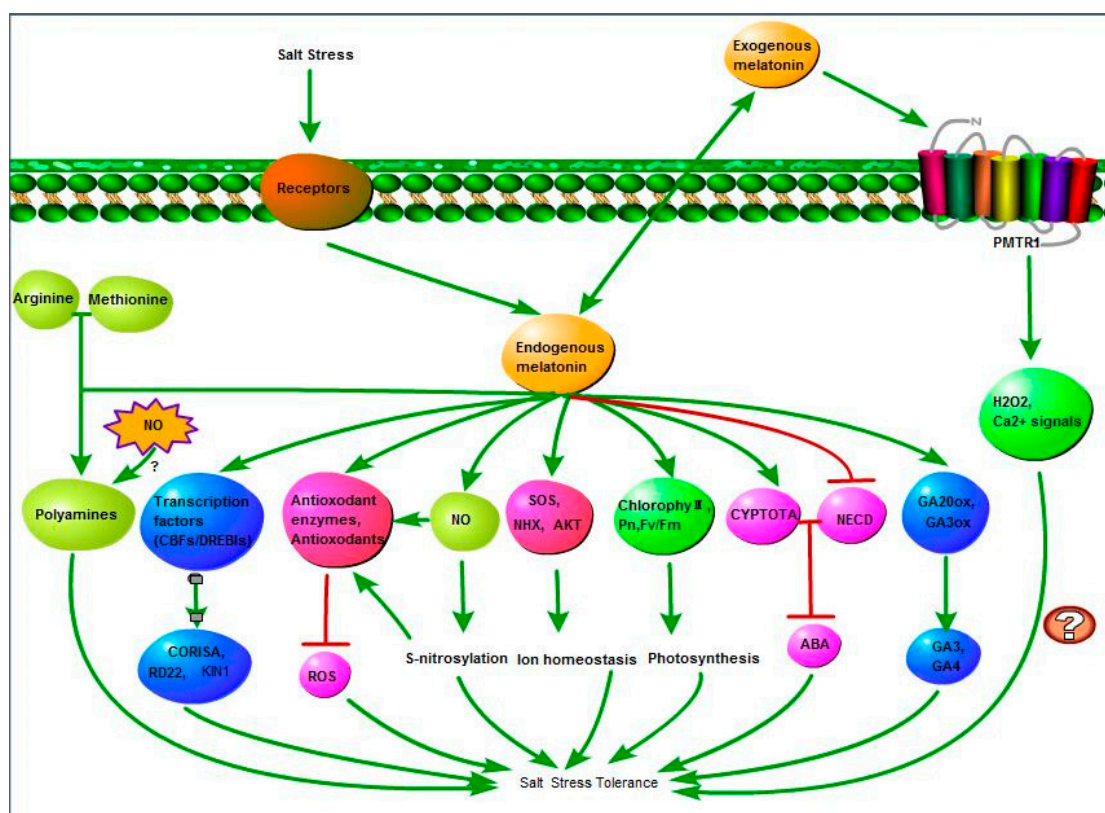 Salt Stress
Exogenous
melatonin
N
Receptors
PMTR1
Arginine
Methionine
Endogenous
melatonin
H2O2,
Ca2+ signals
NO
?
Polyamines
Transcription
factors
(CBFs/DREBIs)
Antioxodant
enzymes,
Antioxodants
NO
SOS,
NHX, AKT
Chlorophy II,
Pn,Fv/Fm
CYPTOTA
NECD
GA20ox,
GA3ox
?
CORISA,
RD22, KIN1
ROS
S-nitrosylation
Ion homeostasis
Photosynthesis
ABA
GA3,
GA4
Salt Stress Tolerance